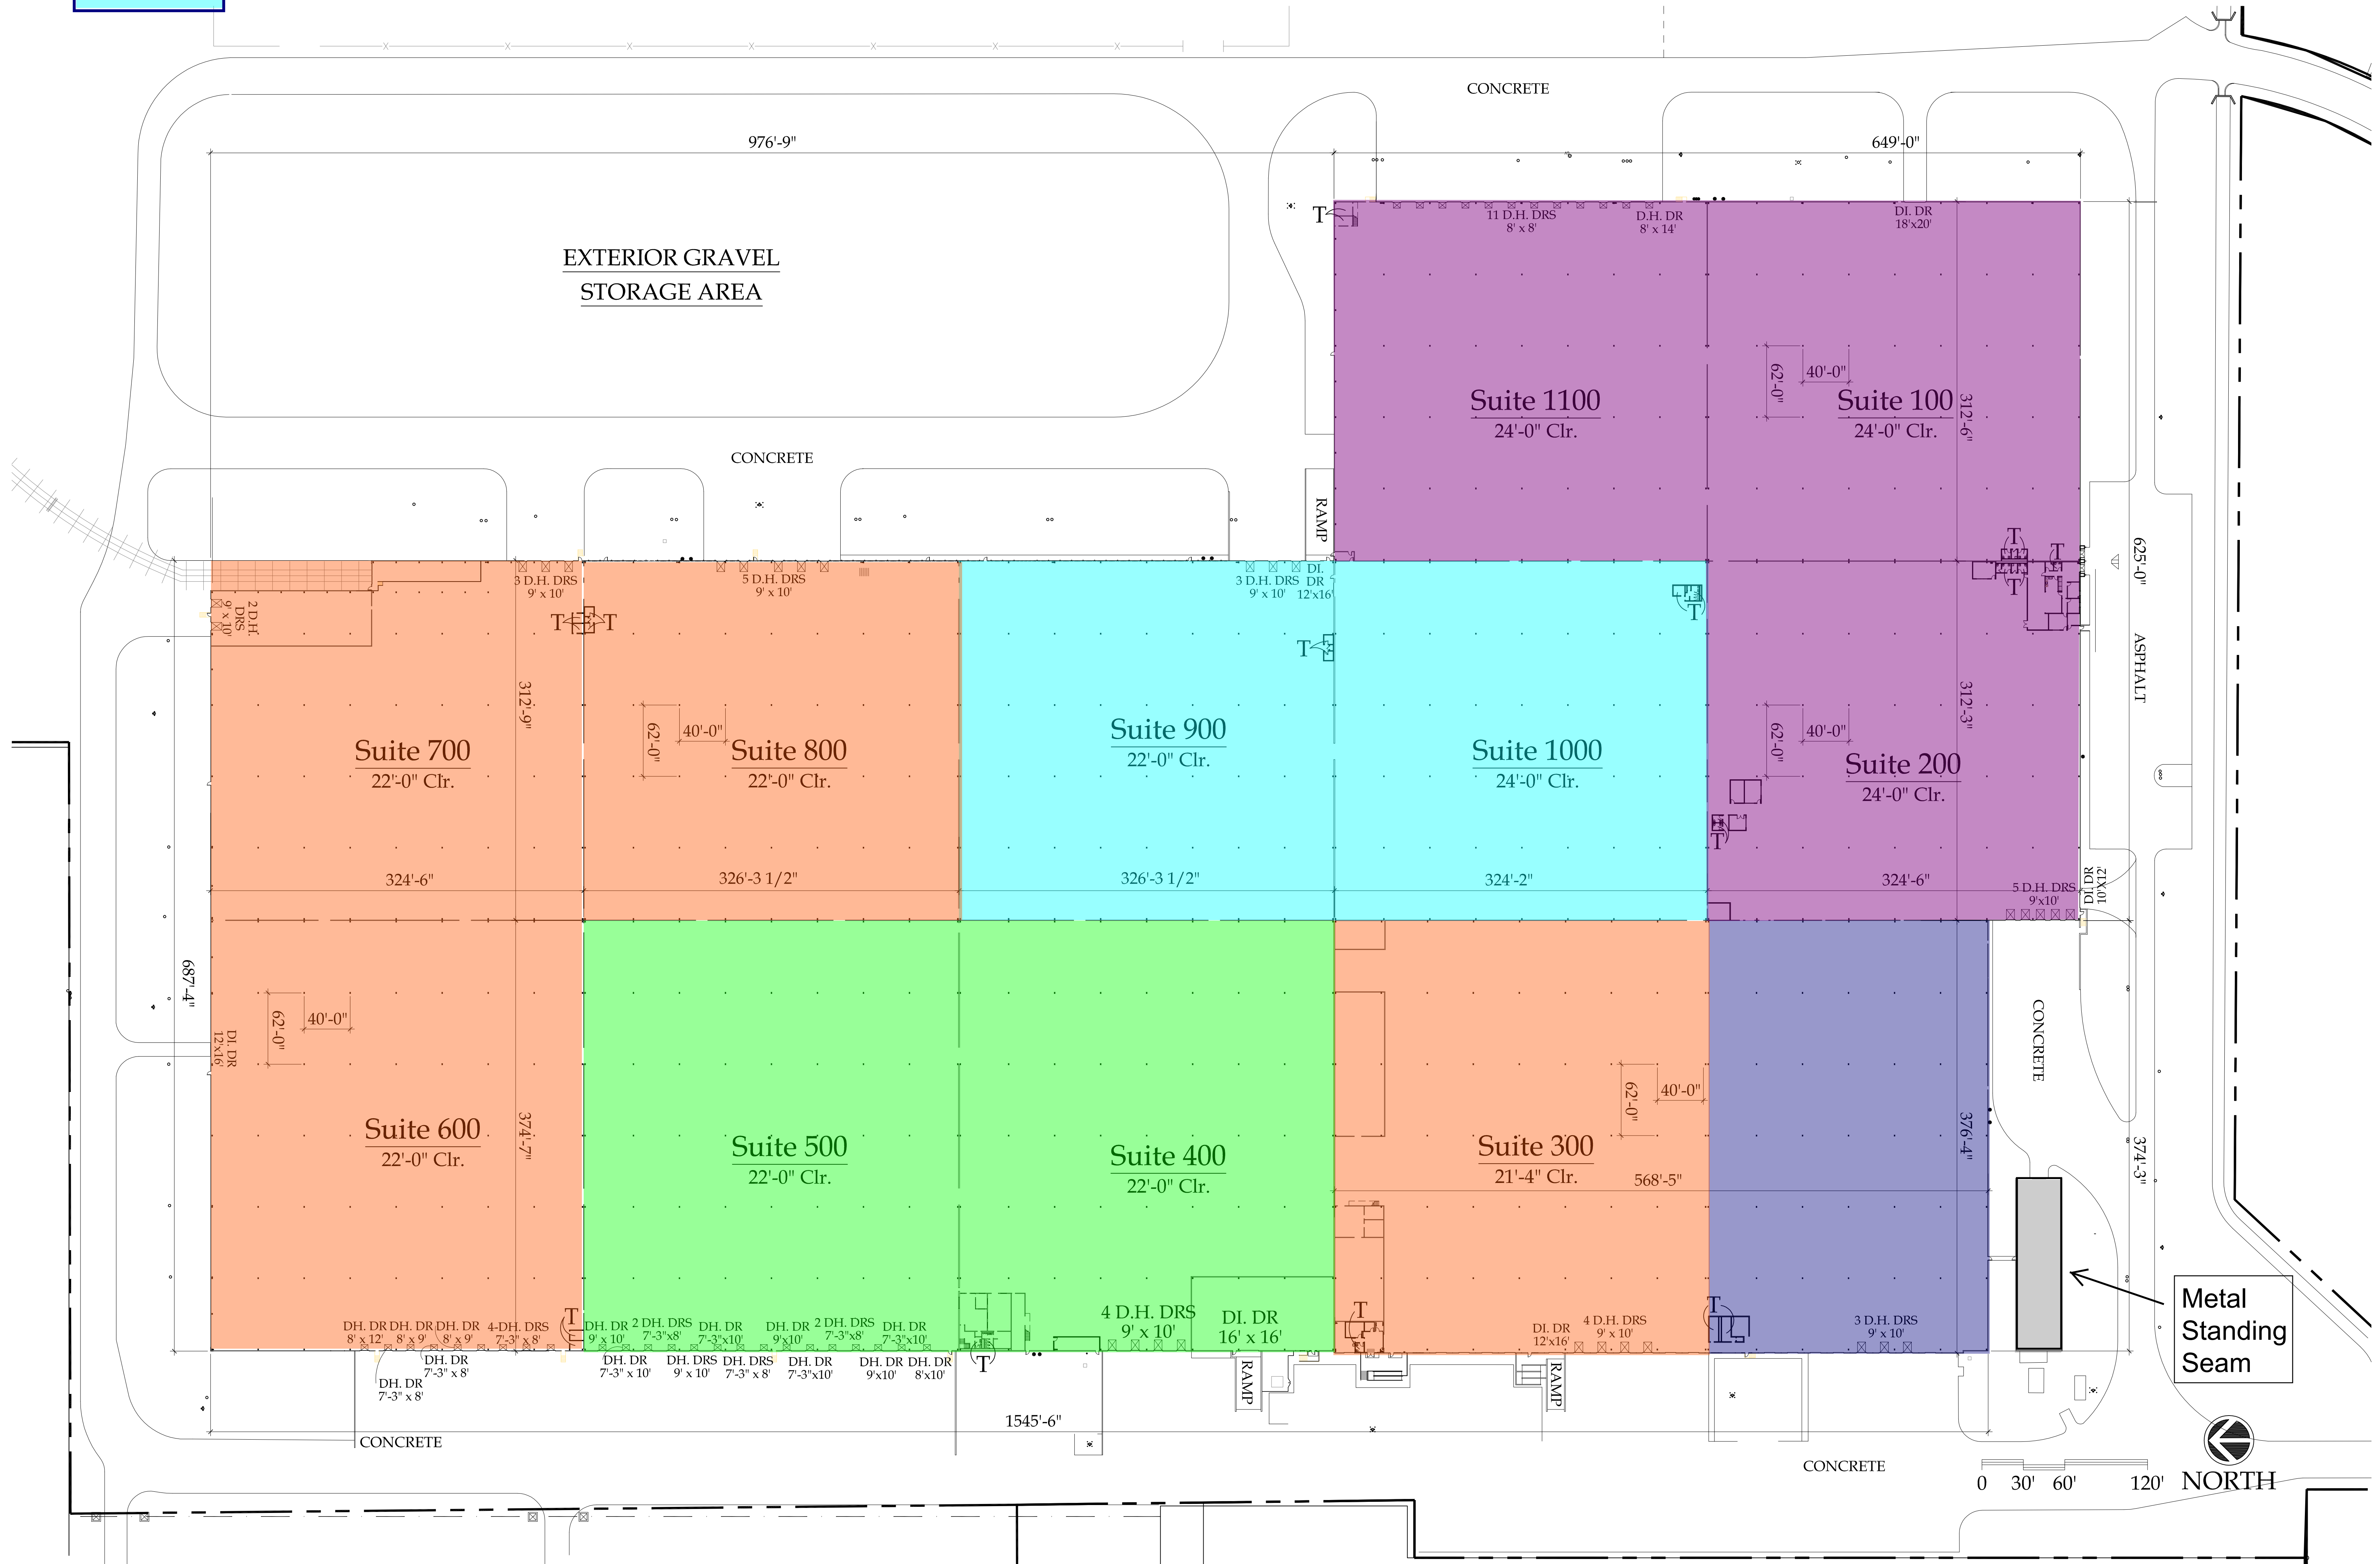 CONCRETE
976'-9"
649'-0"
T
11 D.H. DRS
8' x 8'
D.H. DR
8' x 14'
DI. DR
18'x20'
EXTERIOR GRAVEL
STORAGE AREA
62'-0"
40'-0"
Suite 1100
24'-0" Clr.
Suite 100
24'-0" Clr.
312'-6"
CONCRETE
RAMP
T
T
T
625'-0"
3 D.H. DRS
9' x 10'
5 D.H. DRS
9' x 10'
3 D.H. DRS
9' x 10'
DI.
DR
12'x16'
2 D.H.
DRS
9' x 10'
T
T
T
T
ASPHALT
312'-9"
312'-3"
62'-0"
40'-0"
62'-0"
40'-0"
Suite 700
22'-0" Clr.
Suite 800
22'-0" Clr.
Suite 900
22'-0" Clr.
Suite 1000
24'-0" Clr.
Suite 200
24'-0" Clr.
T
324'-6"
326'-3 1/2"
326'-3 1/2"
324'-2"
324'-6"
5 D.H. DRS
9'x10'
DI. DR
10'X12'
687'-4"
62'-0"
40'-0"
DI. DR
12'x16'
CONCRETE
62'-0"
40'-0"
374'-7"
376'-4"
374'-3"
Suite 600
22'-0" Clr.
Suite 500
22'-0" Clr.
Suite 400
22'-0" Clr.
Suite 300
21'-4" Clr.
568'-5"
Metal
Standing
Seam
DH. DR
8' x 12'
DH. DR
8' x 9'
DH. DR
8' x 9'
4-DH. DRS
7'-3" x 8'
T
DH. DR
9' x 10'
2 DH. DRS
7'-3"x8'
DH. DR
7'-3"x10'
DH. DR
9'x10'
2 DH. DRS
7'-3"x8'
DH. DR
7'-3"x10'
4 D.H. DRS
9' x 10'
DI. DR
16' x 16'
T
DI. DR
12'x16'
4 D.H. DRS
9' x 10'
T
3 D.H. DRS
9' x 10'
DH. DR
7'-3" x 8'
DH. DR
7'-3" x 8'
DH. DR
7'-3" x 10'
DH. DRS
9' x 10'
DH. DRS
7'-3" x 8'
DH. DR
7'-3"x10'
DH. DR
9'x10'
DH. DR
8'x10'
T
RAMP
RAMP
1545'-6"
CONCRETE
CONCRETE
0 30' 60' 120'
NORTH